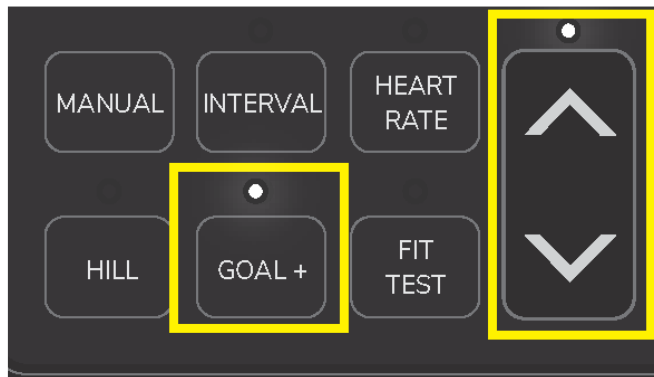 MANUAL
INTERVAL
HEART
RATE
HILL
GOAL +
FIT
TEST